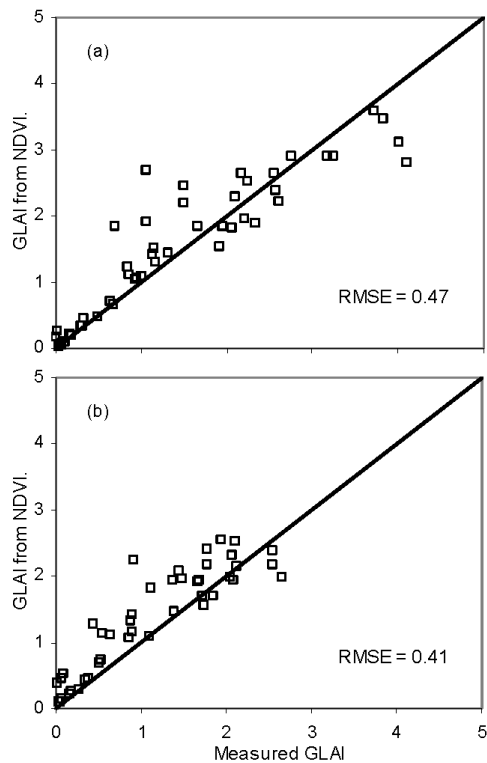 5
(a)
4
3
GLAI from NDVI.
2
1
RMSE = 0.47
0
5
(b)
4
3
GLAI from NDVI.
2
1
RMSE = 0.41
0
0 1 2 3 4 5
Measured GLAI